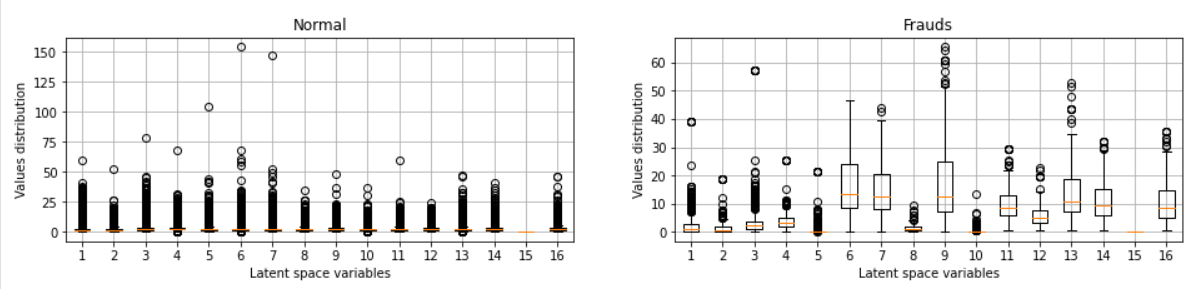 Normal
Values distribution
150
125
100
75
50
25
0
1 2 3 4 5 6 7 8 9 10 11 12 13 14 15 16
Latent space variables
Frauds
Values distribution
60
50
40
30
20
10
0
1 2 3 4 5 6 7 8 9 10 11 12 13 14 15 16
Latent space variables